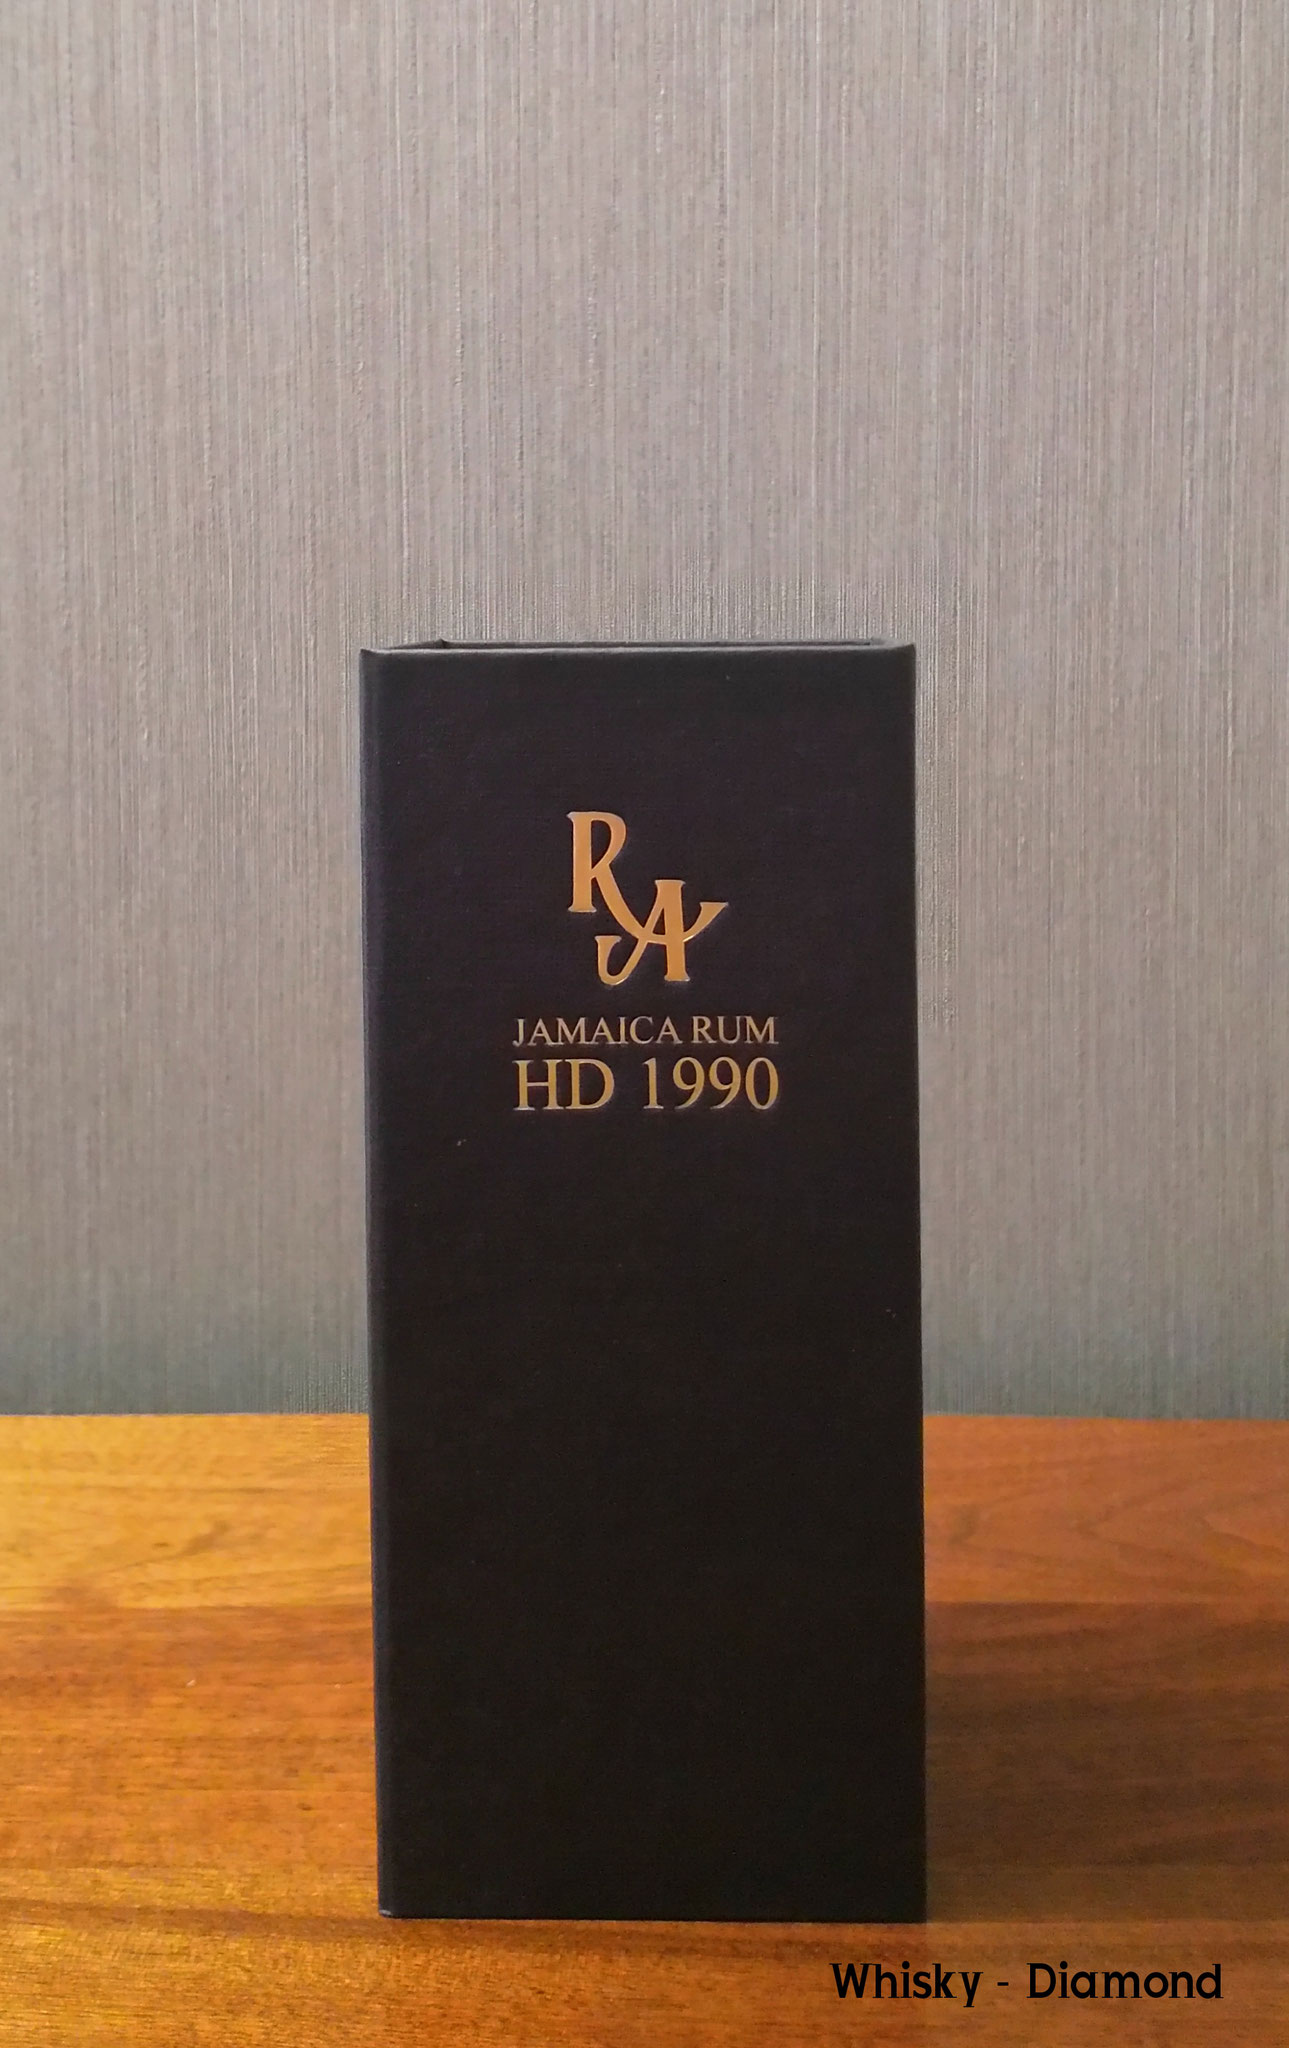 RA
JAMAICA RUM
HD 1990
Whisky - Diamond